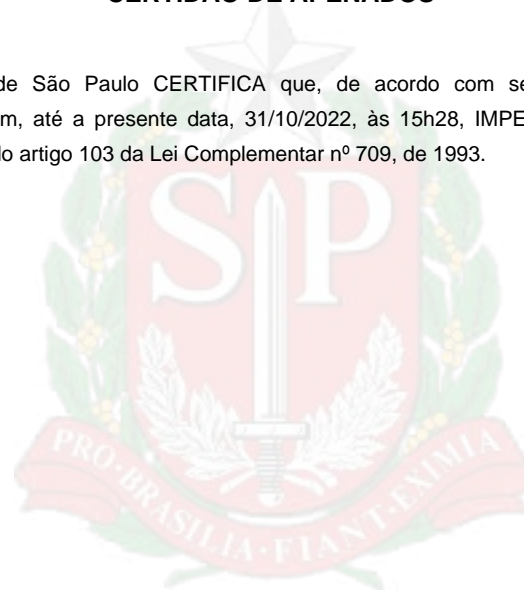 CERTIDÃO DE APENADOS
de São Paulo CERTIFICA que, de acordo com se
m, até a presente data, 31/10/2022, às 15h28, IMPE
do artigo 103 da Lei Complementar nº 709, de 1993.
SP
PRO·BRASILIA·FIANT·EXIMIA